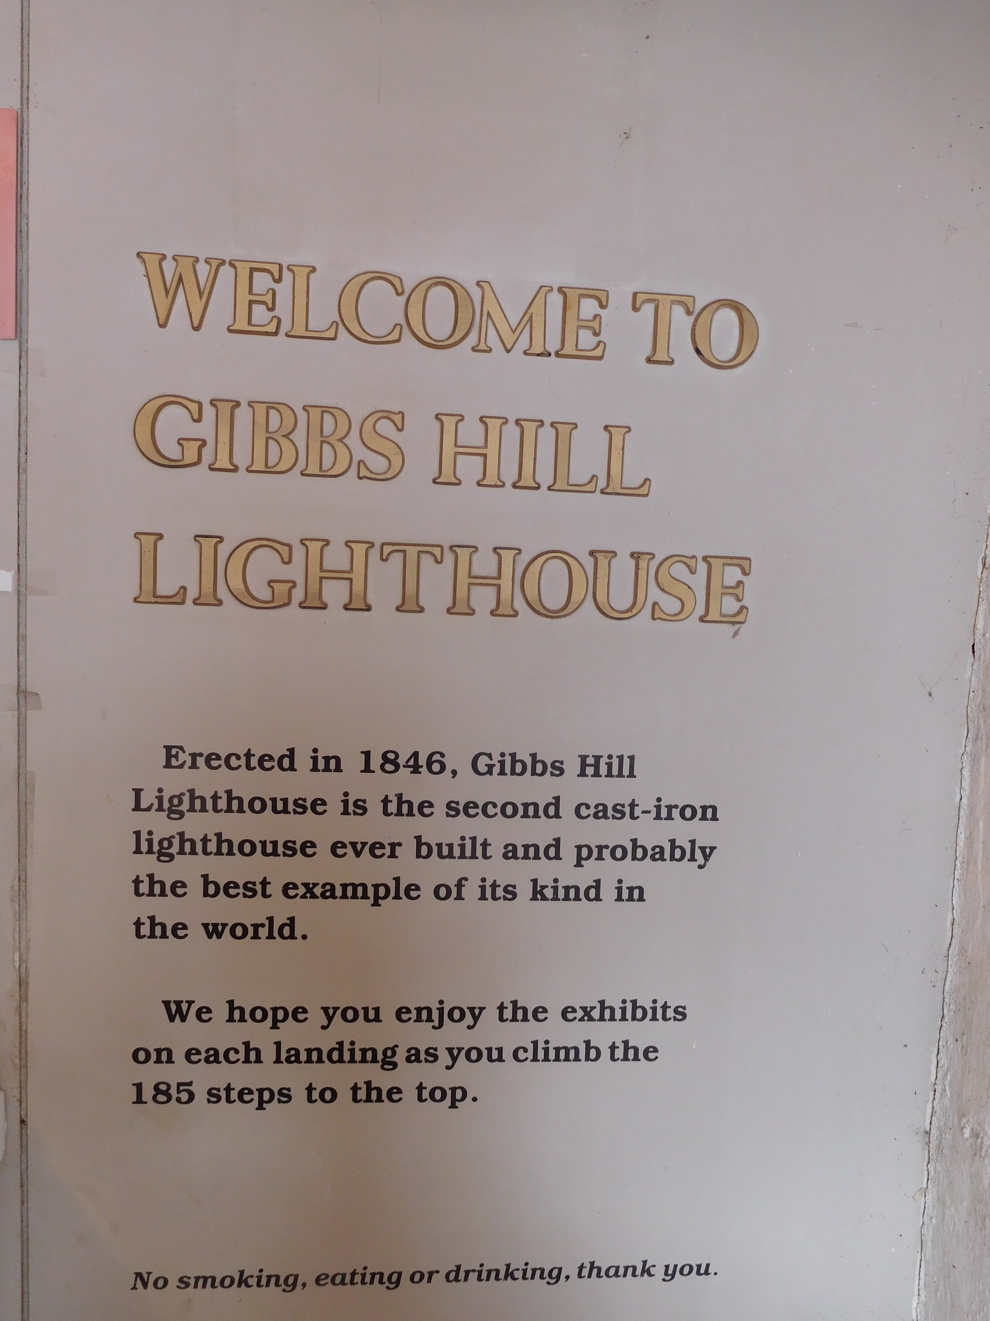 WELCOME TO
GIBBS HILL
LIGHTHOUSE
Erected in 1846, Gibbs Hill
Lighthouse is the second cast-iron
lighthouse ever built and probably
the best example of its kind in
the world.
We hope you enjoy the exhibits
on each landing as you climb the
185 steps to the top.
No smoking, eating or drinking, thank you.